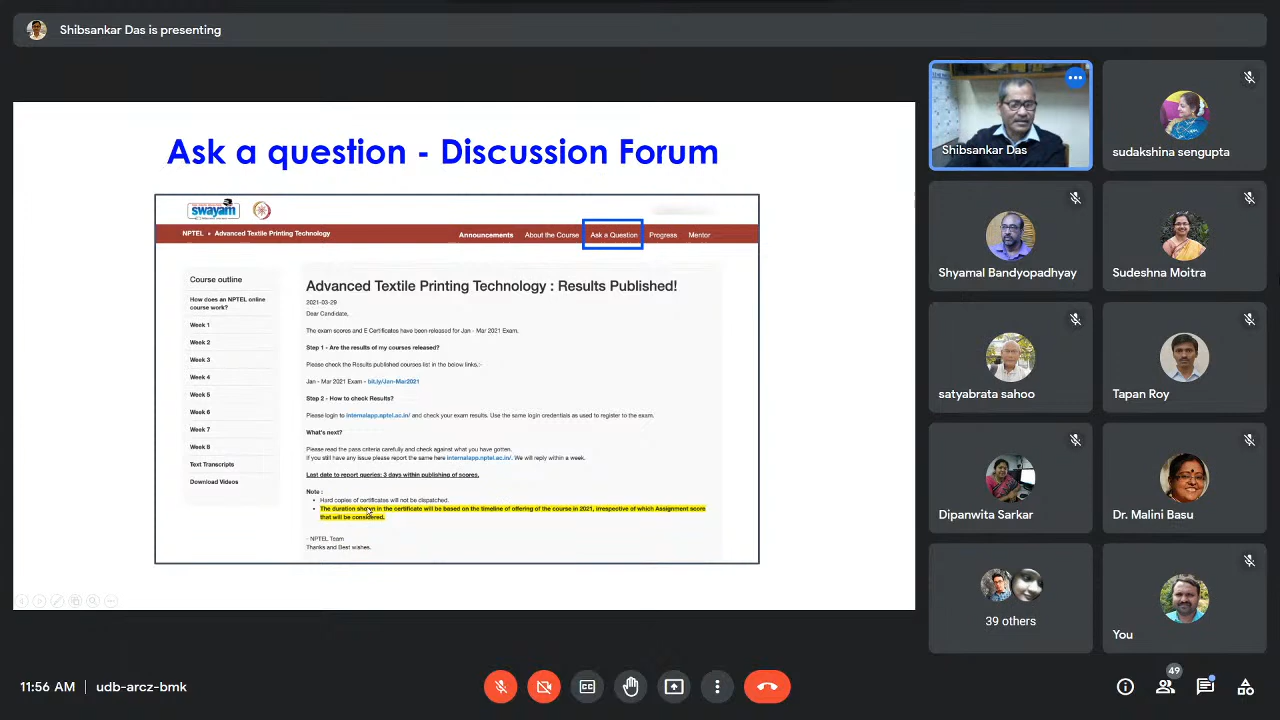 Shibsankar Das is presenting
Ask a question - Discussion Forum
swayam
NPTEL » Advanced Textile Printing Technology
Announcements About the Course Ask a Question Progress Mentor
Course outline
How does an NPTEL online
course work?
Week 1
Week 2
Week 3
Week 4
Week 5
Week 6
Week 7
Week 8
Text Transcripts
Download Videos
Advanced Textile Printing Technology : Results Published!
2021-03-29
Dear Candidate,
The exam scores and E Certificates have been released for Jan - Mar 2021 Exam.
Step 1 - Are the results of my courses released?
Please check the Results published courses list in the below links.:-
Jan - Mar 2021 Exam - bit.ly/Jan-Mar2021
Step 2 - How to check Results?
Please login to internalapp.nptel.ac.in/ and check your exam results. Use the same login credentials as used to register to the exam.
What's next?
Please read the pass criteria carefully and check against what you have gotten.
If you still have any issue please report the same here internalapp.nptel.ac.in/. We will reply within a week.
Last date to report queries: 3 days within publishing of scores.
Note :
• Hard copies of certificates will not be dispatched.
• The duration shown in the certificate will be based on the timeline of offering of the course in 2021, irrespective of which Assignment score
that will be considered.
- NPTEL Team
Thanks and Best wishes.
Shibsankar Das
sudakshina sengupta
Shyamal Bandyopadhyay
Sudeshna Moitra
satyabrata sahoo
Tapan Roy
Dipanwita Sarkar
Dr. Malini Basu
39 others
You
11:56 AM | udb-arcz-bmk
49